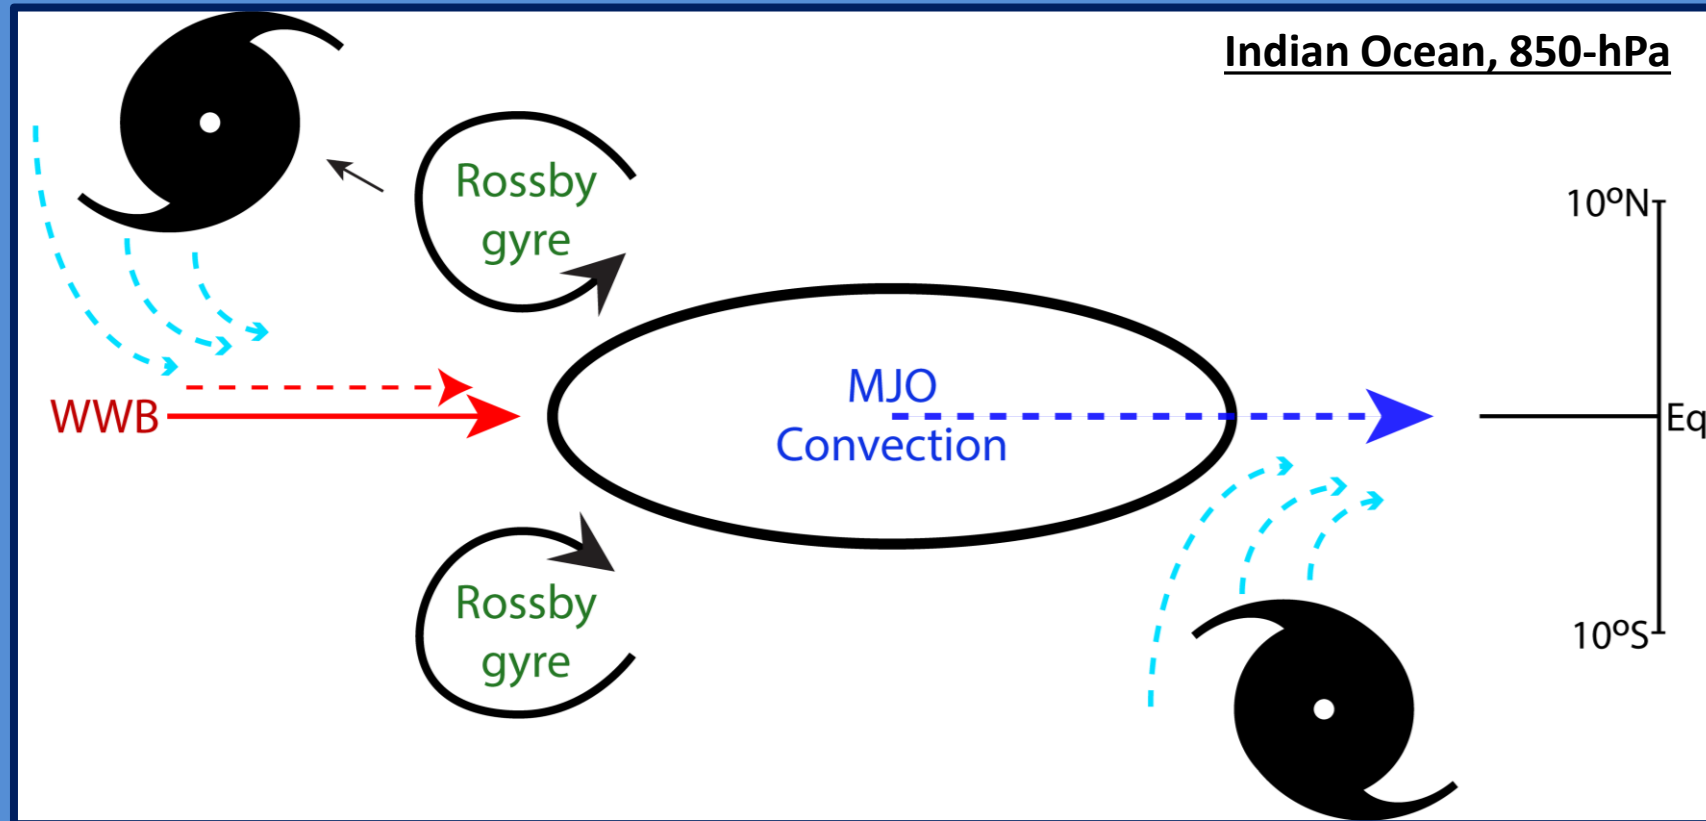 Indian Ocean, 850-hPa
Rossby
gyre
10ºN
MJO
WWB
Eq
Convection
Rossby
gyre
10ºS